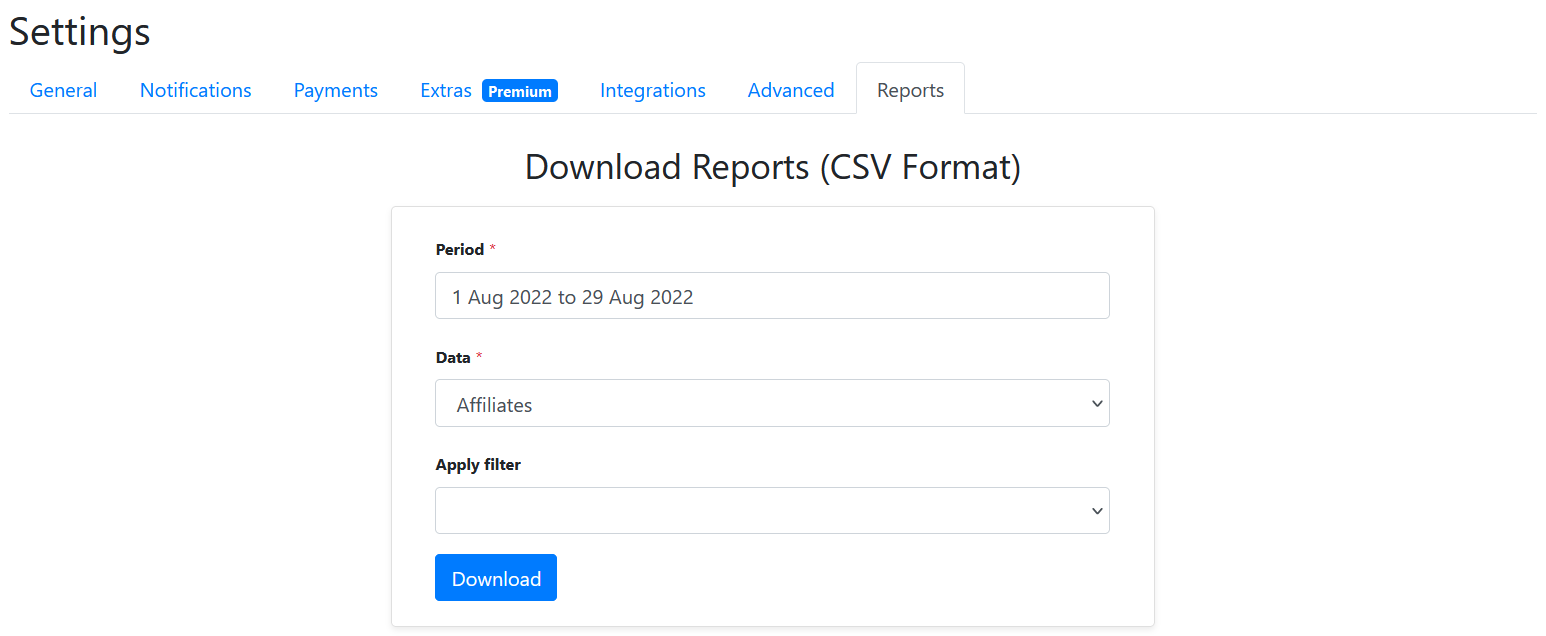 Settings
General Notifications Payments Extras Premium Integrations Advanced Reports
Download Reports (CSV Format)
Period *
1 Aug 2022 to 29 Aug 2022
Data *
Affiliates
Apply filter
Download